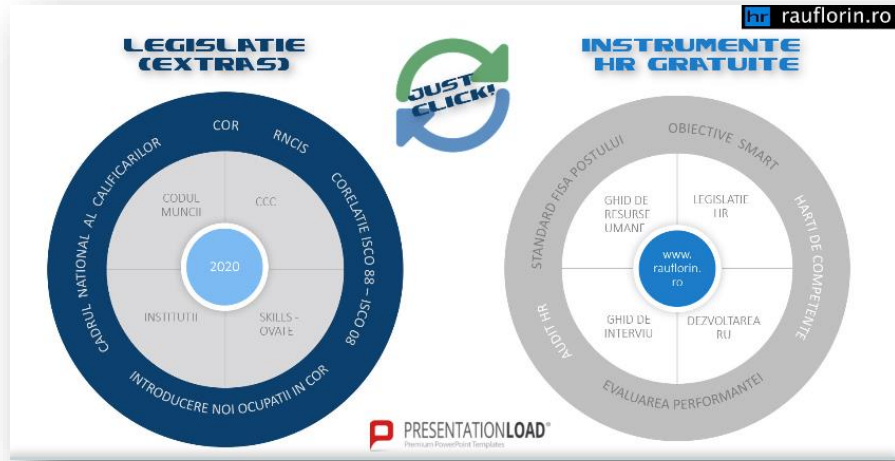 hr rauflorin.ro
LEGISLATIE
(EXTRAS)
JUST
CLICK!
INSTRUMENTE
HR GRATUITE
CADRUL NATIONAL AL CALIFICARILOR
COR
RNCIS
CORELATIE ISCO 88 – ISCO 08
INTRODUCERE NOI OCUPATII IN COR
CODUL
MUNCII
CCC
2020
INSTITUTII
SKILLS -
OVATE
STANDARD FISA POSTULUI
OBIECTIVE SMART
HARTI DE COMPETENTE
EVALUAREA PERFORMANTEI
AUDIT HR
GHID DE
RESURSE
UMANE
LEGISLATIE
HR
www.
rauflorin.
ro
GHID DE
INTERVIU
DEZVOLTAREA
RU
PRESENTATIONLOAD®
Premium PowerPoint Templates